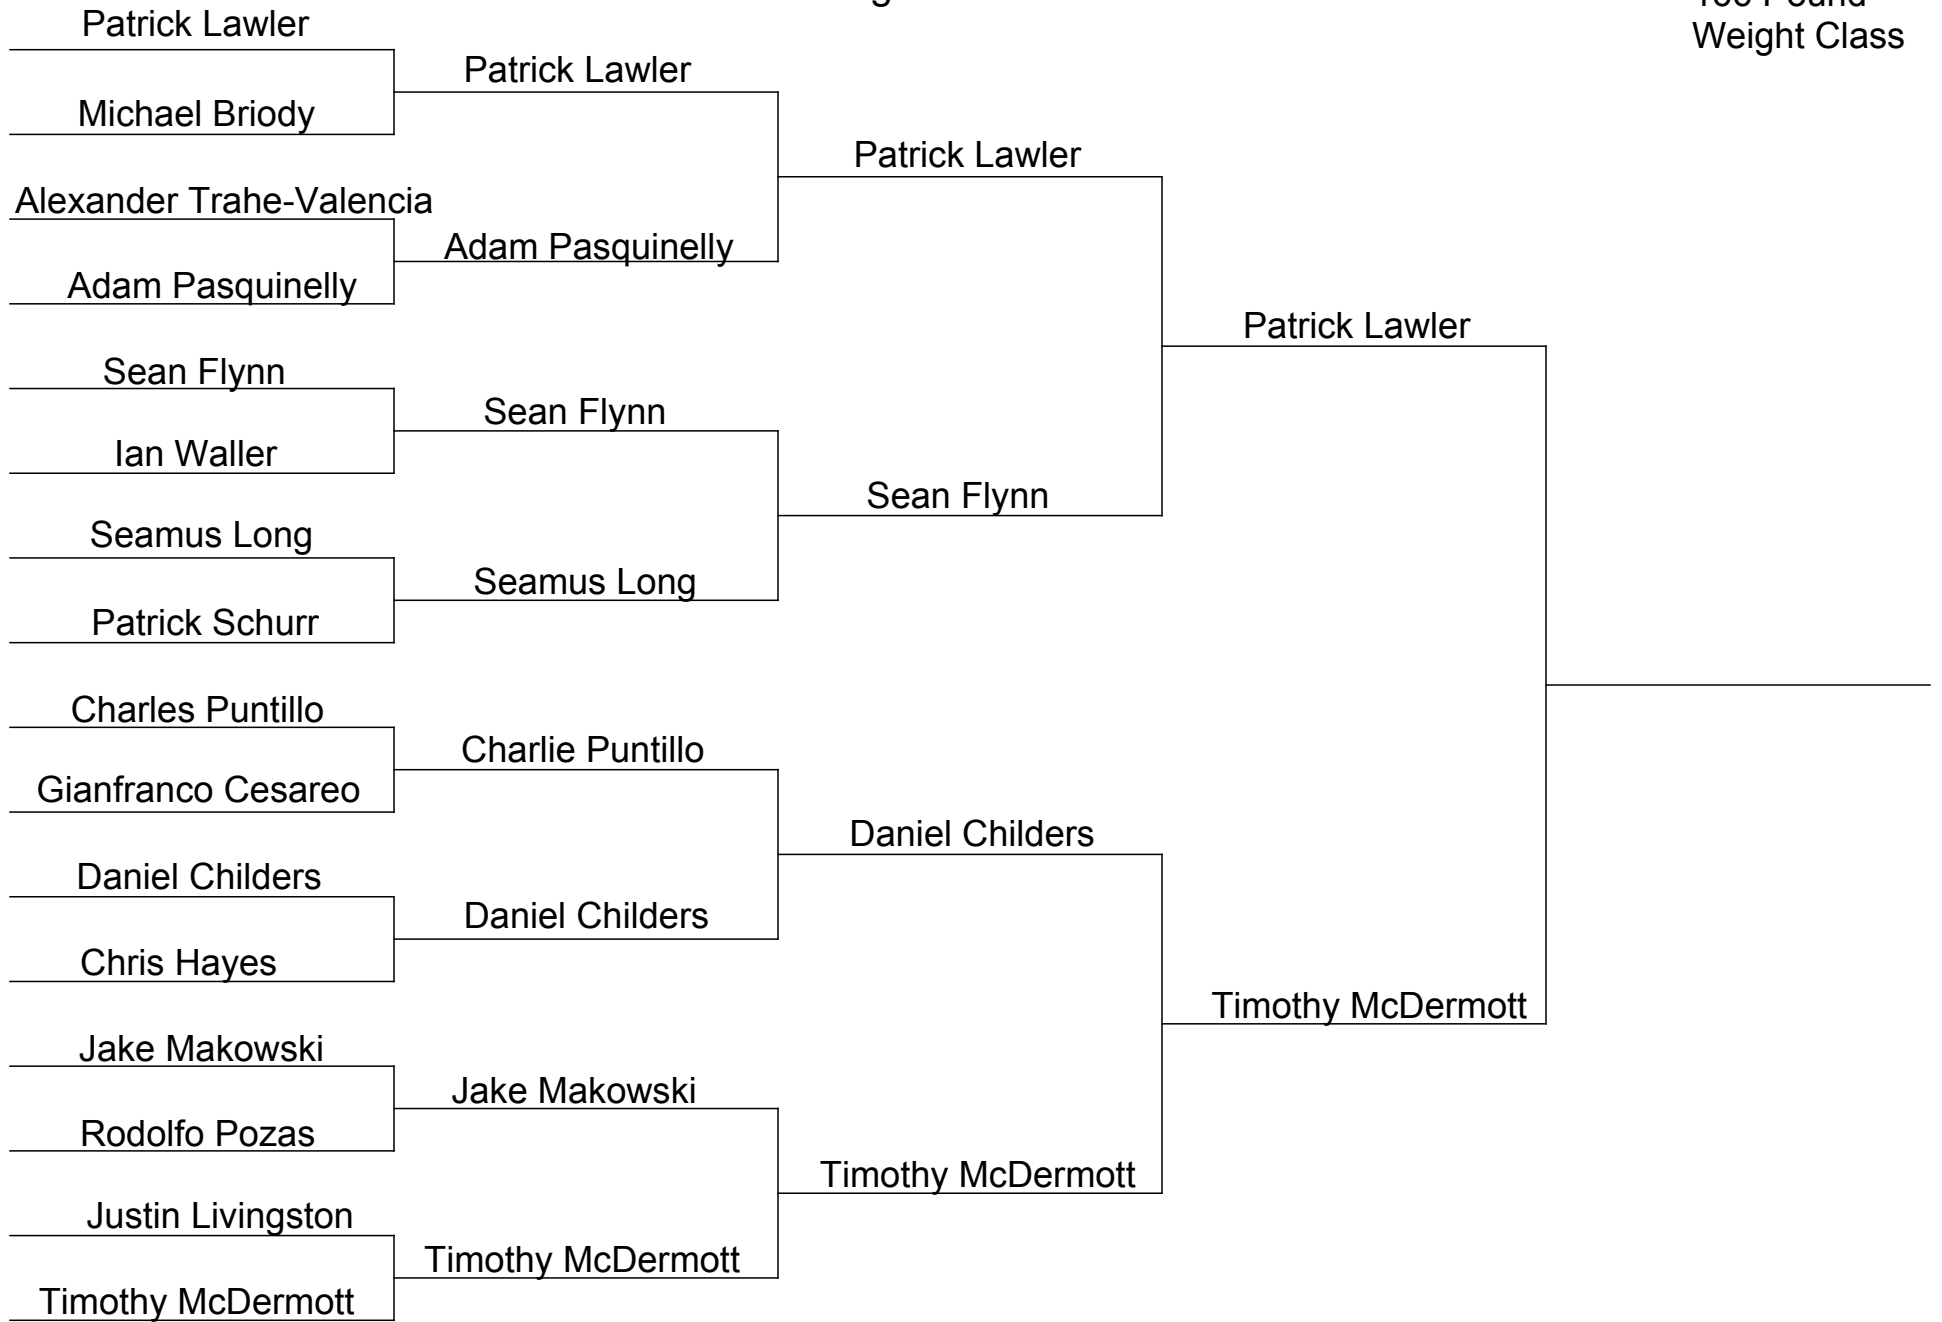 Weight Class
Patrick Lawler
Michael Briody
Alexander Trahe-Valencia
Adam Pasquinelly
Sean Flynn
Ian Waller
Seamus Long
Patrick Schurr
Charles Puntillo
Gianfranco Cesareo
Daniel Childers
Chris Hayes
Jake Makowski
Rodolfo Pozas
Justin Livingston
Timothy McDermott
Patrick Lawler
Adam Pasquinelly
Sean Flynn
Seamus Long
Charlie Puntillo
Daniel Childers
Jake Makowski
Timothy McDermott
Patrick Lawler
Sean Flynn
Daniel Childers
Timothy McDermott
Patrick Lawler
Timothy McDermott